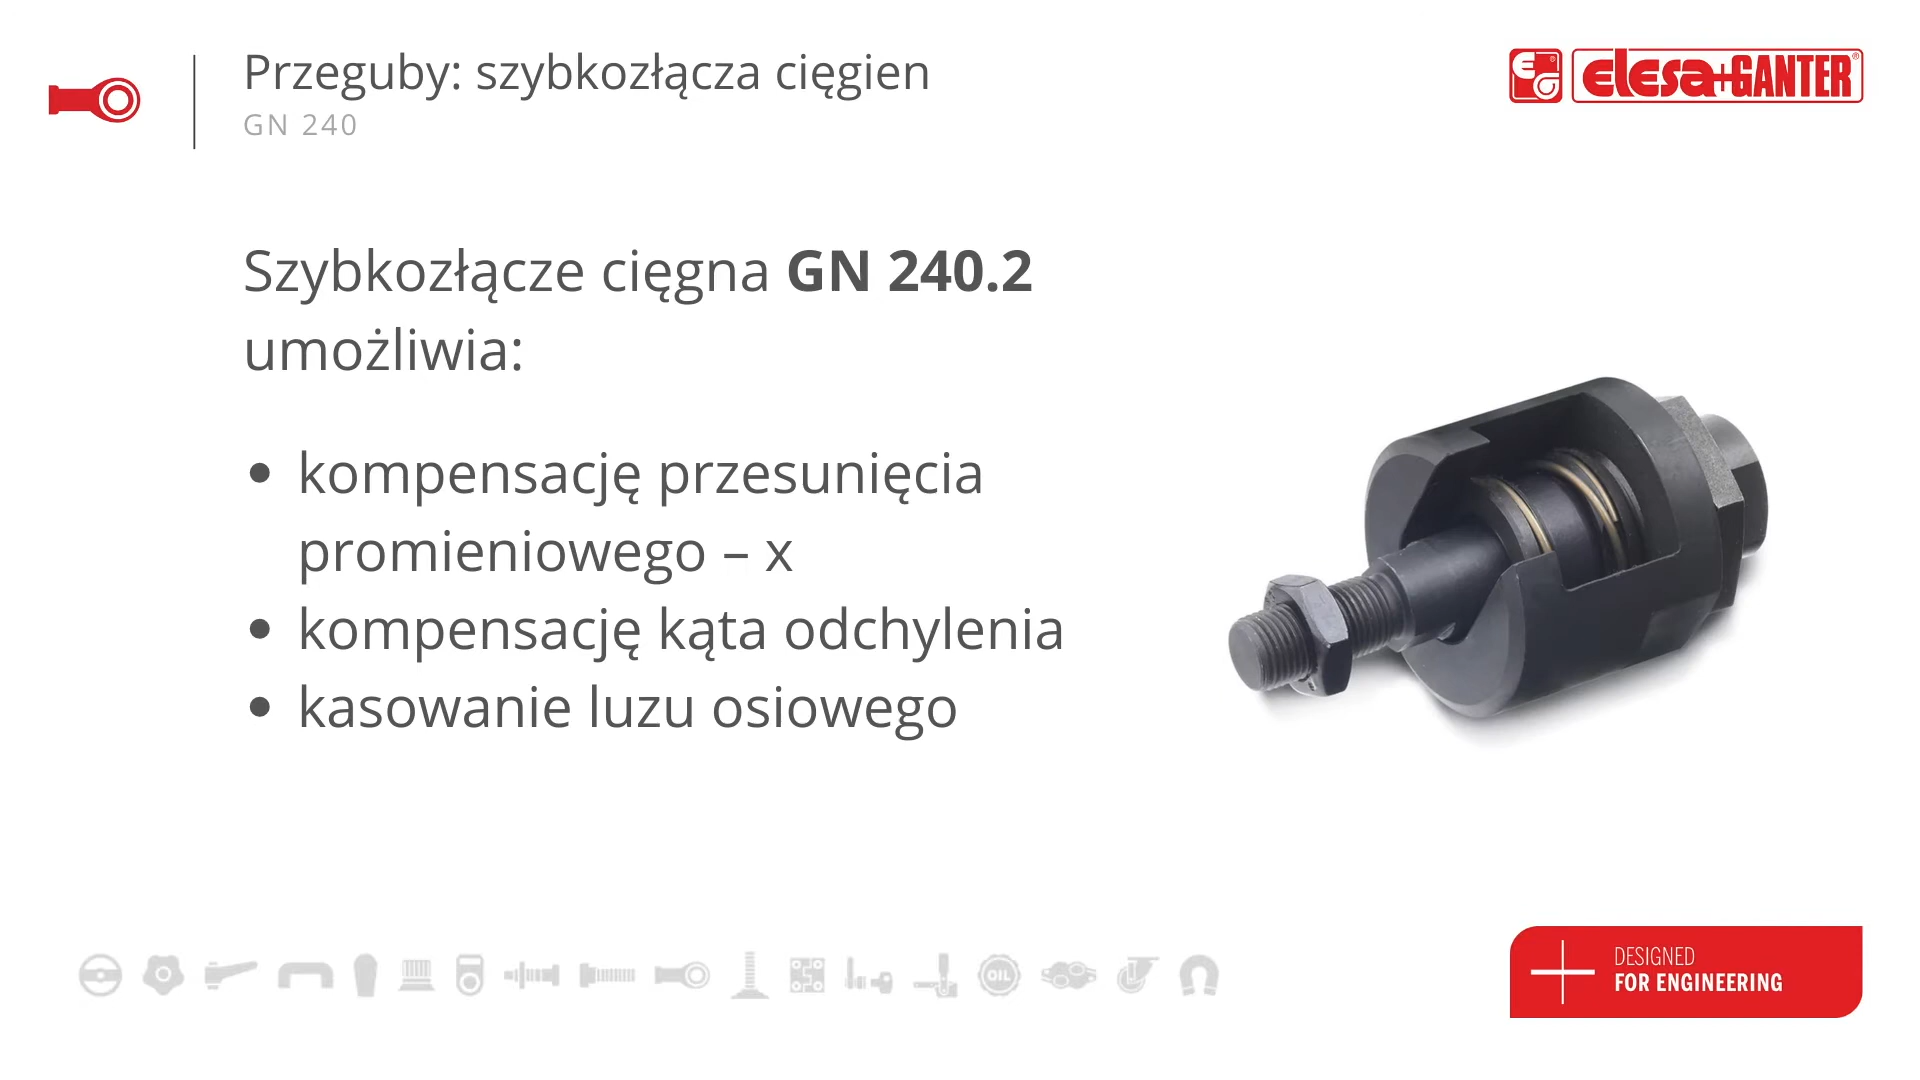 Przeguby: szybkozłącza cięgien
GN 240
elesa+GANTER®
Szybkozłącze cięgna GN 240.2
umożliwia:
• kompensację przesunięcia
promieniowego – x
• kompensację kąta odchylenia
• kasowanie luzu osiowego
OIL
DESIGNED
FOR ENGINEERING